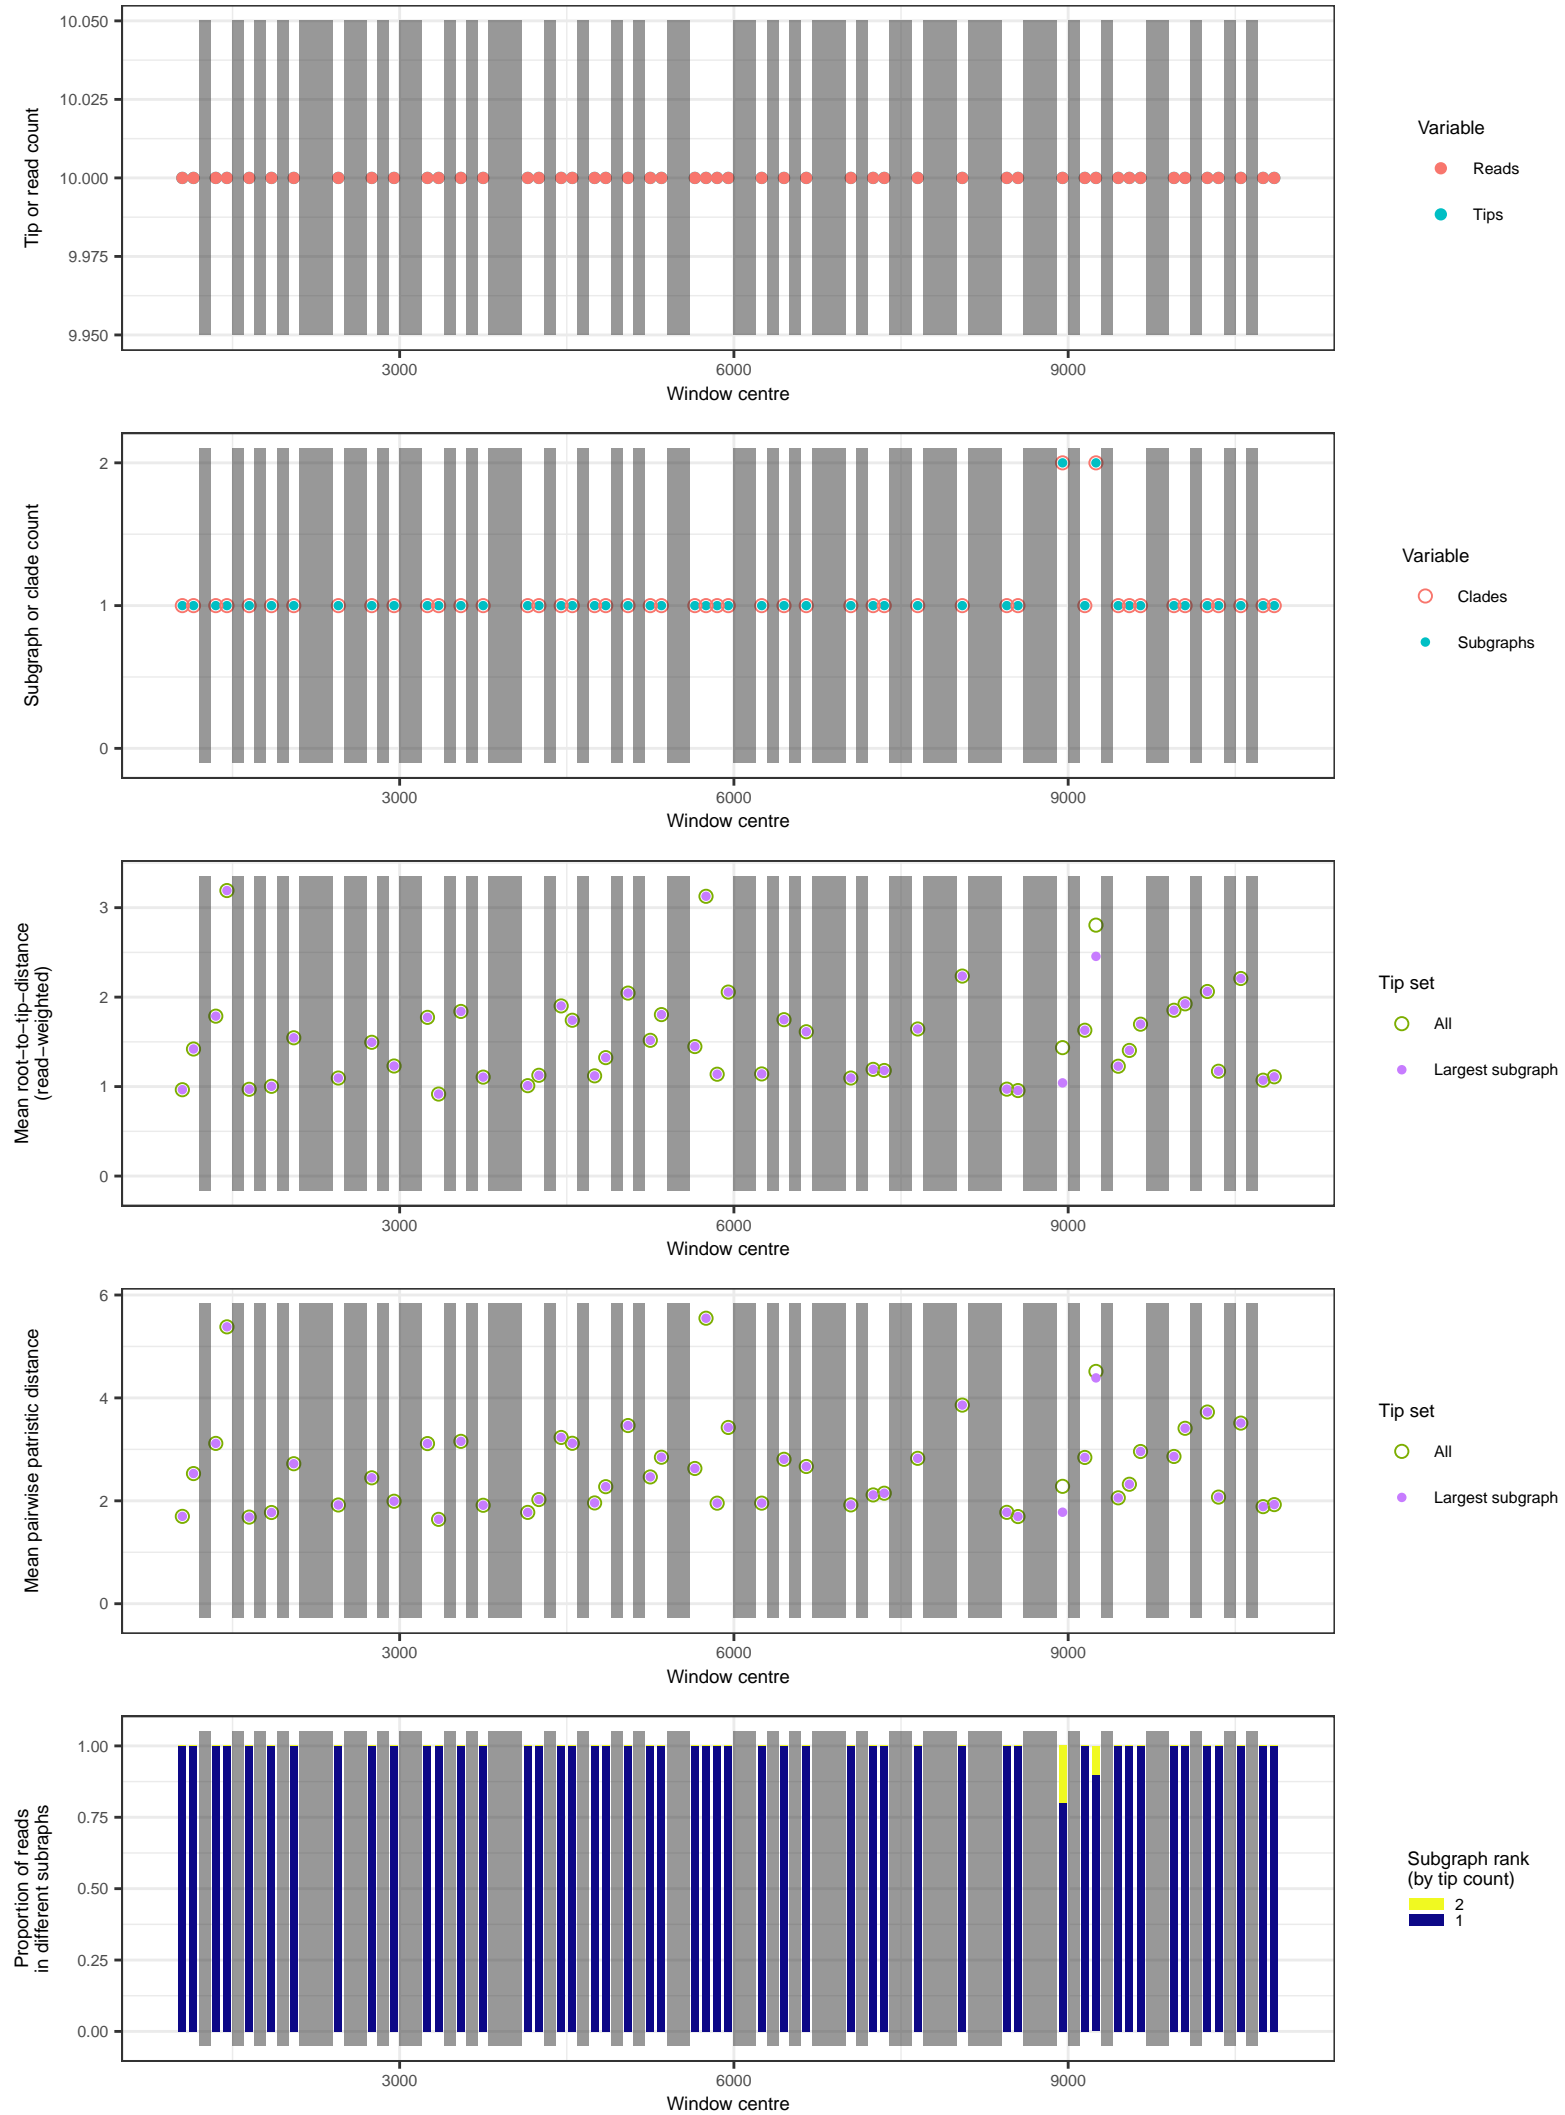 10.050
10.025
10.000
9.975
9.950
Tip or read count
3000
6000
9000
Window centre
Variable
Reads
Tips
2
1
0
Subgraph or clade count
3000
6000
9000
Window centre
Variable
Clades
Subgraphs
3
2
1
0
Mean root−to−tip−distance
(read−weighted)
3000
6000
9000
Window centre
Tip set
All
Largest subgraph
6
4
2
0
Mean pairwise patristic distance
3000
6000
9000
Window centre
Tip set
All
Largest subgraph
1.00
0.75
0.50
0.25
0.00
Proportion of reads
in different subraphs
3000
6000
9000
Window centre
Subgraph rank
(by tip count)
2
1